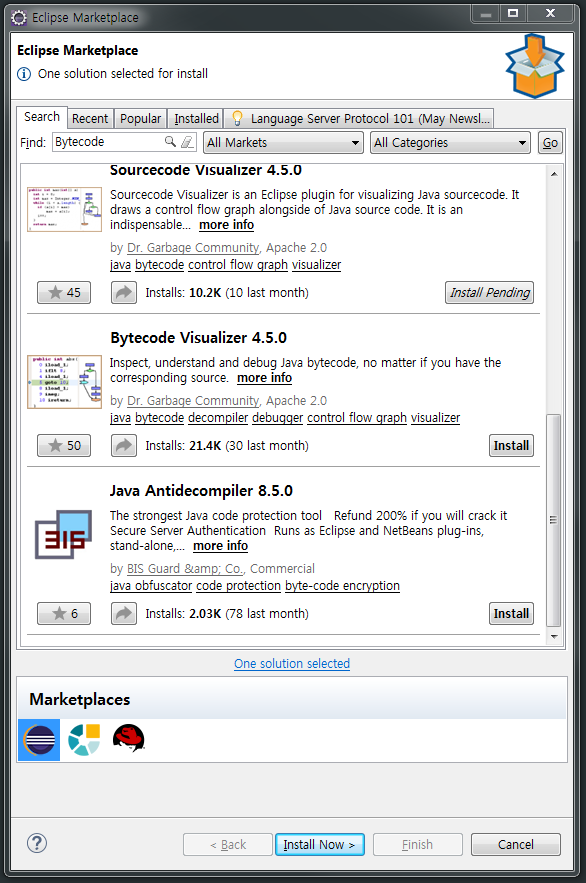 Eclipse Marketplace
Eclipse Marketplace
One solution selected for install
Search Recent Popular Installed Language Server Protocol 101 (May Newsl...
Find: Bytecode All Markets All Categories Go
Sourcecode Visualizer 4.5.0
Sourcecode Visualizer is an Eclipse plugin for visualizing Java sourcecode. It
draws a control flow graph alongside of Java source code. It is an
indispensable... more info
by Dr. Garbage Community, Apache 2.0
java bytecode control flow graph visualizer
45 Installs: 10.2K (10 last month) Install Pending
Bytecode Visualizer 4.5.0
Inspect, understand and debug Java bytecode, no matter if you have the
corresponding source. more info
by Dr. Garbage Community, Apache 2.0
java bytecode decompiler debugger control flow graph visualizer
50 Installs: 21.4K (30 last month) Install
Java Antidecompiler 8.5.0
The strongest Java code protection tool Refund 200% if you will crack it
Secure Server Authentication Runs as Eclipse and NetBeans plug-ins,
stand-alone,... more info
by BIS Guard &amp; Co., Commercial
java obfuscator code protection byte-code encryption
6 Installs: 2.03K (78 last month) Install
One solution selected
Marketplaces
< Back Install Now > Finish Cancel